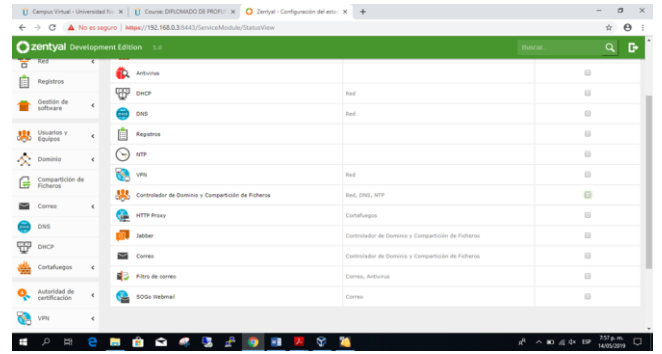 Campus Virtual - Universidad Na
Course: DIPLOMADO DE PROFU
Zentyal - Configuración del esta
No es seguro | https://192.168.0.3:8443/ServiceModule/StatusView
zentyal Development Edition 5.0
Buscar...
Red
Registros
Gestión de
software
Usuarios y
Equipos
Dominio
Compartición de
Ficheros
Correo
DNS
DHCP
Cortafuegos
Autoridad de
certificación
VPN
Antivirus
DHCP Red
DNS Red
Registros
NTP
VPN Red
Controlador de Dominio y Compartición de Ficheros Red, DNS, NTP
HTTP Proxy Cortafuegos
Jabber Controlador de Dominio y Compartición de Ficheros
Correo Controlador de Dominio y Compartición de Ficheros
Filtro de correo Correo, Antivirus
SOGo Webmail Correo
ESP
7:57 p. m.
14/05/2019